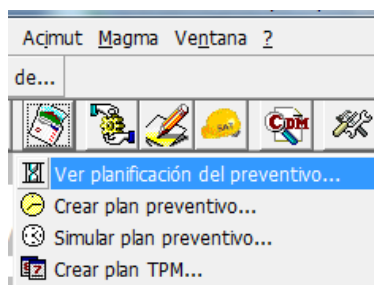 Acimut Magma Ventana ?
de...
SAT CDM
Ver planificación del preventivo...
Crear plan preventivo...
Simular plan preventivo...
Crear plan TPM...